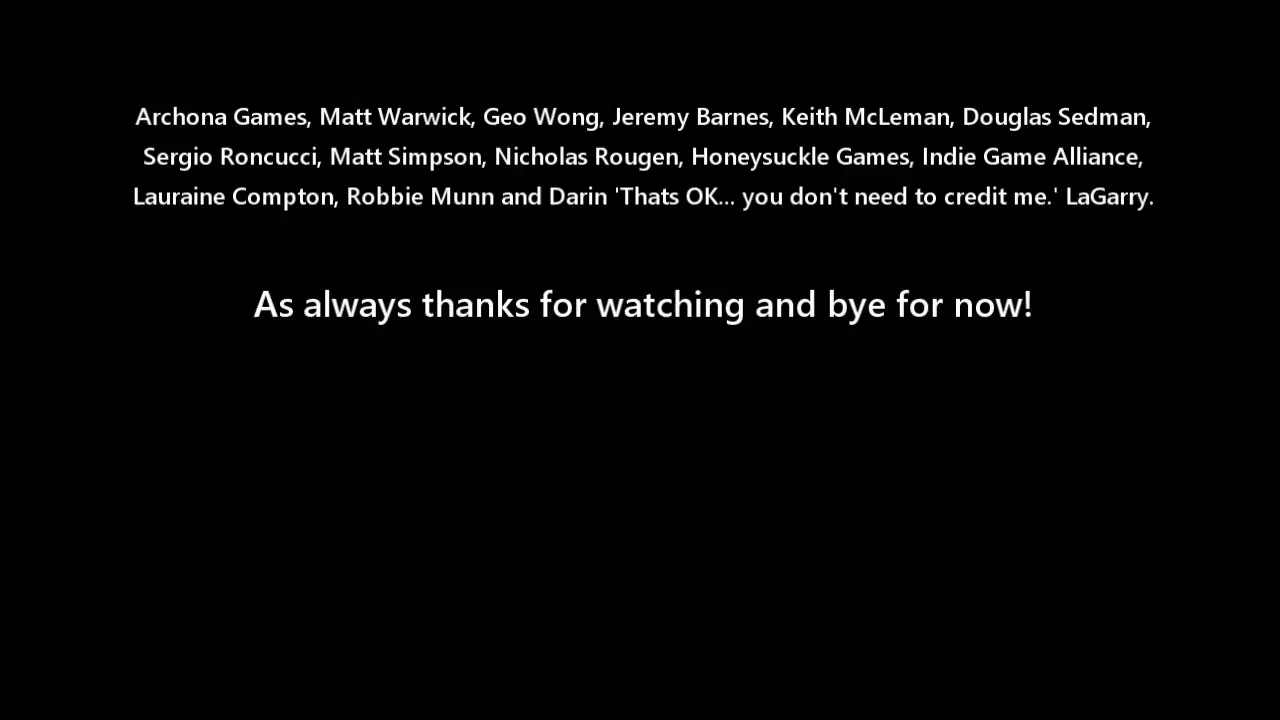 Archona Games, Matt Warwick, Geo Wong, Jeremy Barnes, Keith McLeman, Douglas Sedman,
Sergio Roncucci, Matt Simpson, Nicholas Rougen, Honeysuckle Games, Indie Game Alliance,
Lauraine Compton, Robbie Munn and Darin 'Thats OK... you don't need to credit me.' LaGarry.
As always thanks for watching and bye for now!